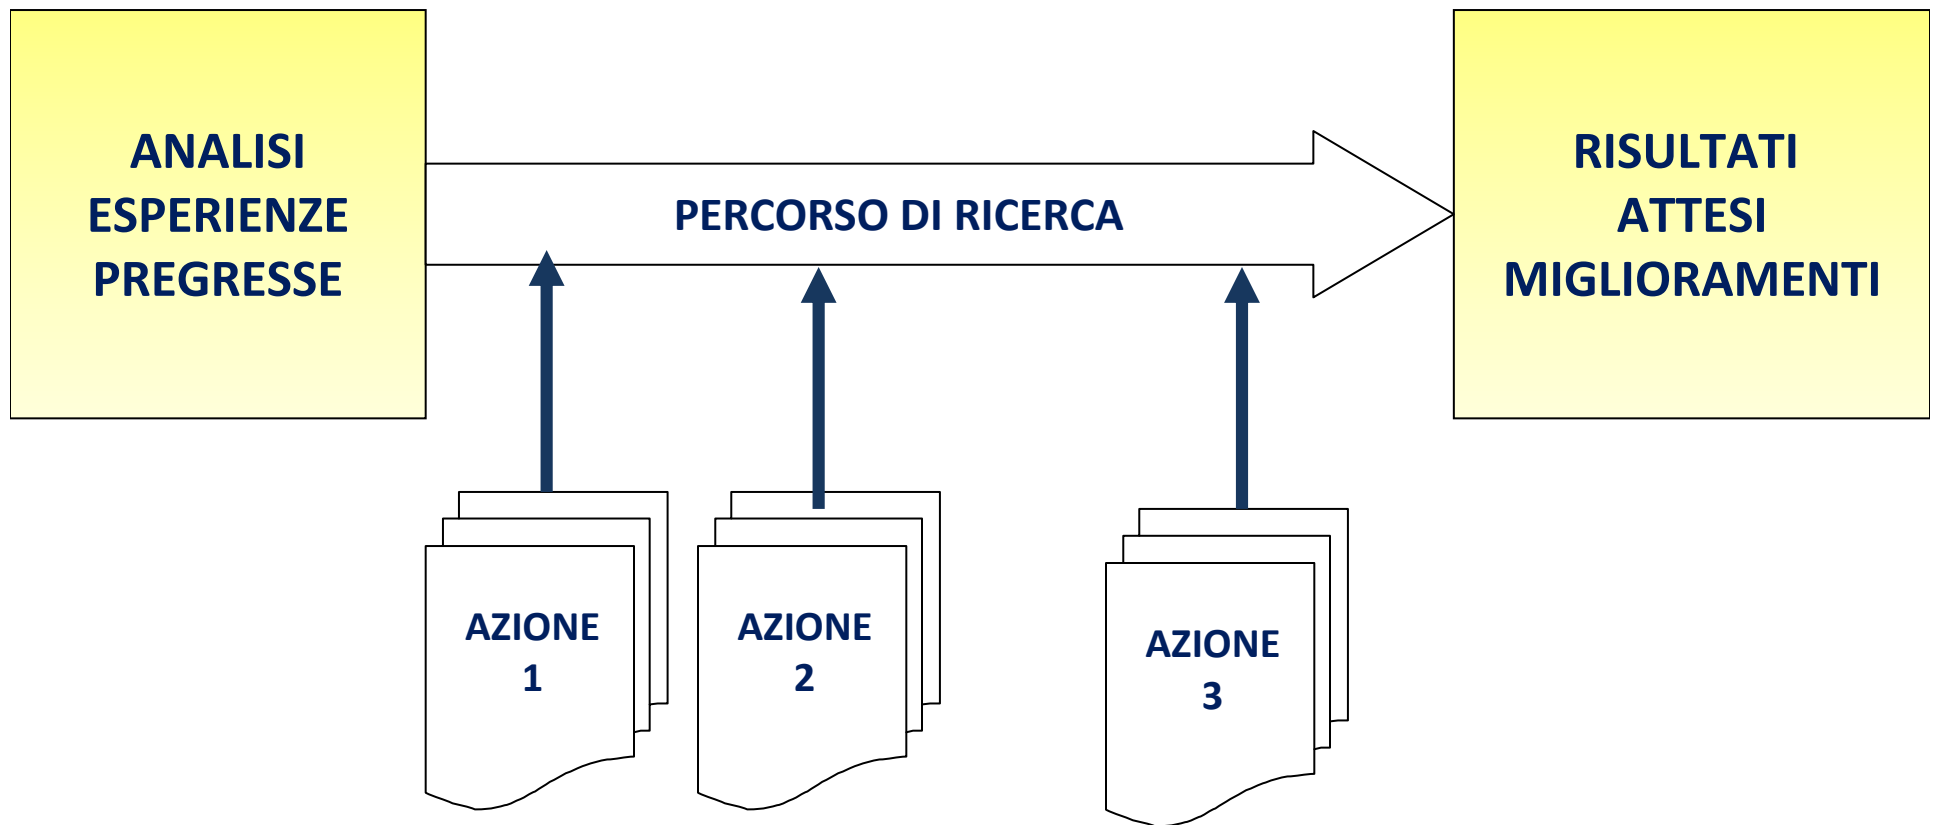 ANALISI
ESPERIENZE
PREGRESSE
PERCORSO DI RICERCA
RISULTATI
ATTESI
MIGLIORAMENTI
AZIONE
1
AZIONE
2
AZIONE
3